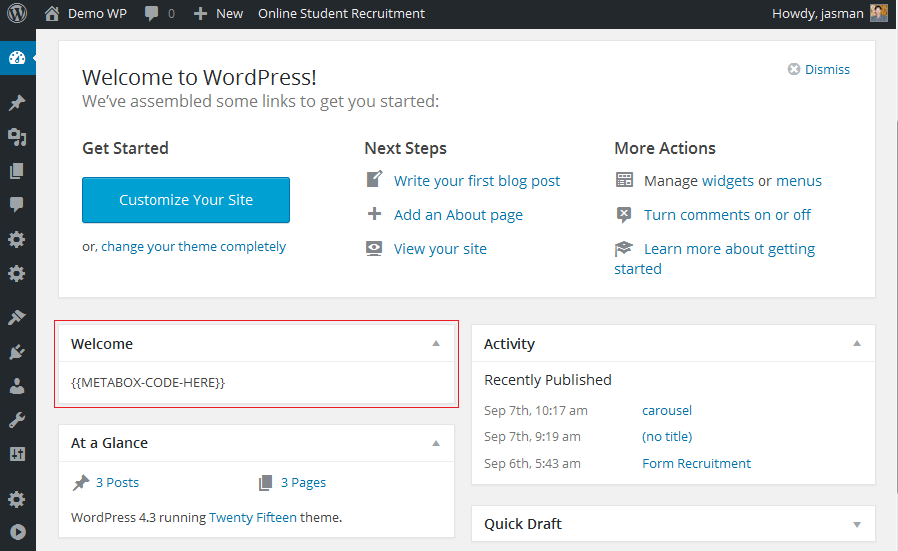 Demo WP 0 New Online Student Recruitment Howdy, jasman
Welcome to WordPress!
Dismiss
We've assembled some links to get you started:
Get Started
Customize Your Site
or, change your theme completely
Next Steps
Write your first blog post
Add an About page
View your site
More Actions
Manage widgets or menus
Turn comments on or off
Learn more about getting
started
Welcome
{{METABOX-CODE-HERE}}
At a Glance
3 Posts 3 Pages
WordPress 4.3 running Twenty Fifteen theme.
Activity
Recently Published
Sep 7th, 10:17 am carousel
Sep 7th, 9:19 am (no title)
Sep 6th, 5:43 am Form Recruitment
Quick Draft